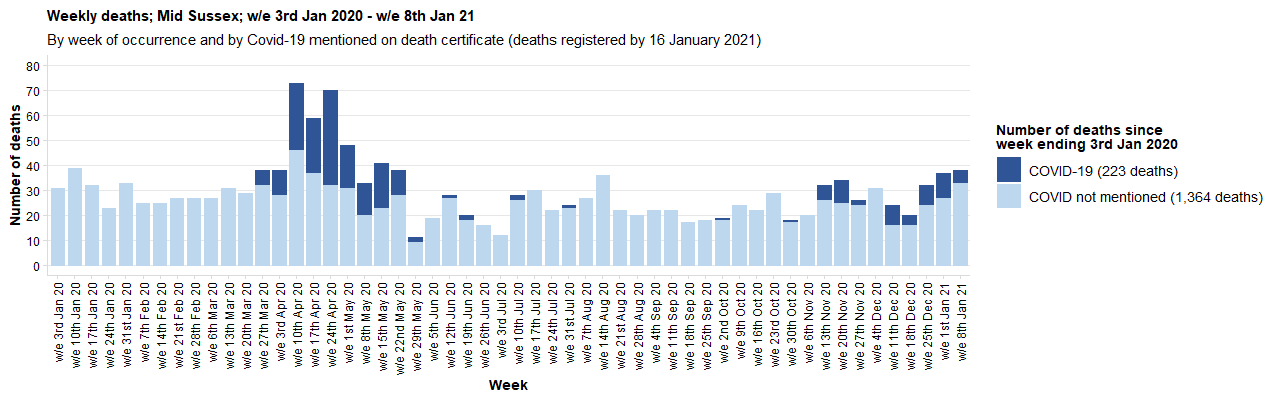 Weekly deaths; Mid Sussex; w/e 3rd Jan 2020 - w/e 8th Jan 21
By week of occurrence and by Covid-19 mentioned on death certificate (deaths registered by 16 January 2021)
Number of deaths
80
70
60
50
40
30
20
10
0
w/e 3rd Jan 20
w/e 10th Jan 20
w/e 17th Jan 20
w/e 24th Jan 20
w/e 31st Jan 20
w/e 7th Feb 20
w/e 14th Feb 20
w/e 21st Feb 20
w/e 28th Feb 20
w/e 6th Mar 20
w/e 13th Mar 20
w/e 20th Mar 20
w/e 27th Mar 20
w/e 3rd Apr 20
w/e 10th Apr 20
w/e 17th Apr 20
w/e 24th Apr 20
w/e 1st May 20
w/e 8th May 20
w/e 15th May 20
w/e 22nd May 20
w/e 29th May 20
w/e 5th Jun 20
w/e 12th Jun 20
w/e 19th Jun 20
w/e 26th Jun 20
w/e 3rd Jul 20
w/e 10th Jul 20
w/e 17th Jul 20
w/e 24th Jul 20
w/e 31st Jul 20
w/e 7th Aug 20
w/e 14th Aug 20
w/e 21st Aug 20
w/e 28th Aug 20
w/e 4th Sep 20
w/e 11th Sep 20
w/e 18th Sep 20
w/e 25th Sep 20
w/e 2nd Oct 20
w/e 9th Oct 20
w/e 16th Oct 20
w/e 23rd Oct 20
w/e 30th Oct 20
w/e 6th Nov 20
w/e 13th Nov 20
w/e 20th Nov 20
w/e 27th Nov 20
w/e 4th Dec 20
w/e 11th Dec 20
w/e 18th Dec 20
w/e 25th Dec 20
w/e 1st Jan 21
w/e 8th Jan 21
Week
Number of deaths since
week ending 3rd Jan 2020
COVID-19 (223 deaths)
COVID not mentioned (1,364 deaths)